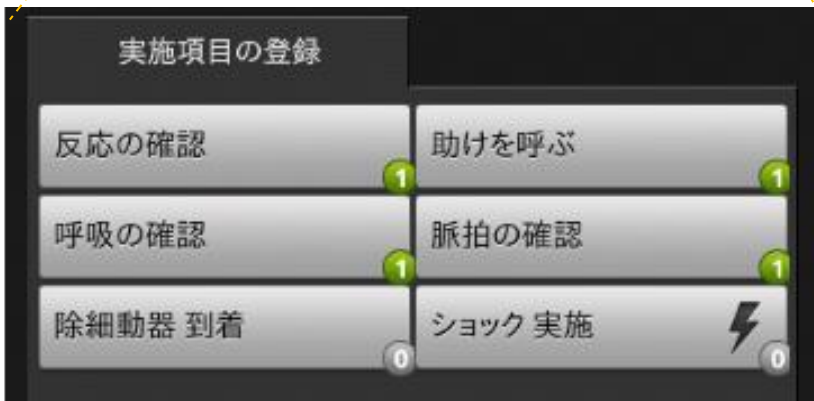 実施項目の登録
反応の確認
1
助けを呼ぶ
1
呼吸の確認
1
脈拍の確認
1
除細動器 到着
0
ショック 実施
0